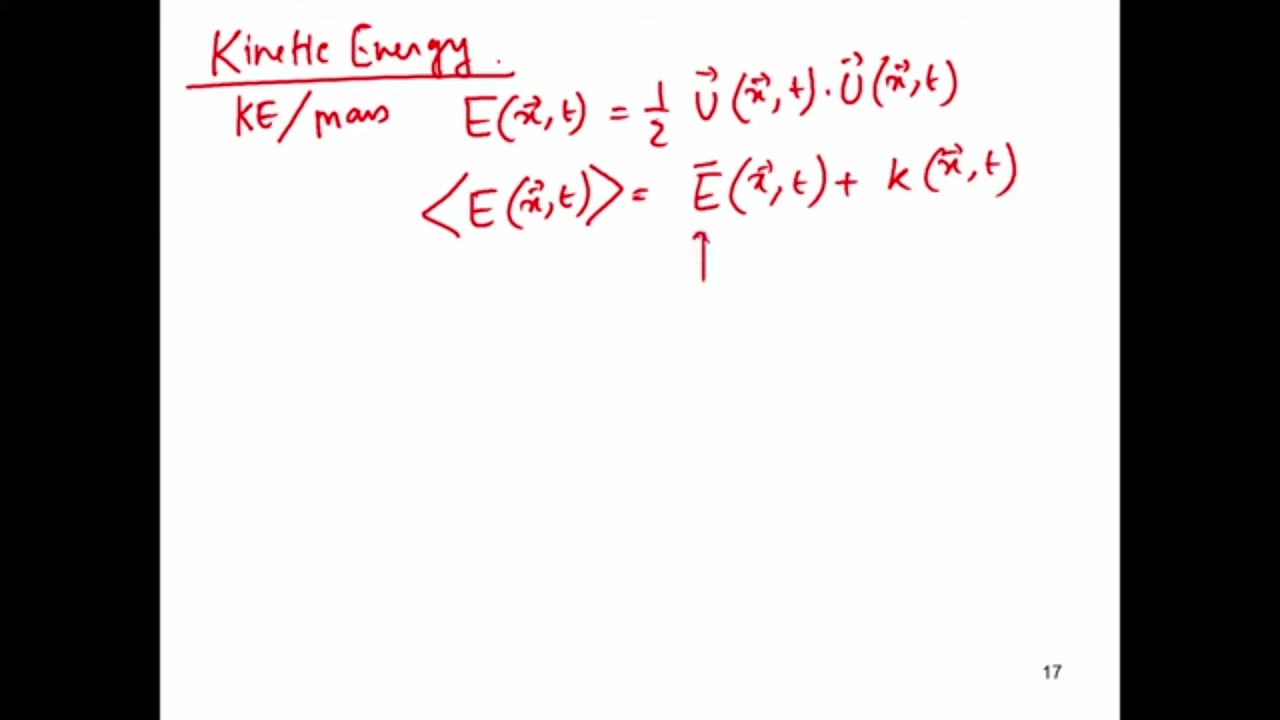 Kinetic Energy.
KE/mass E(x⃗,t) = 1/2 U⃗(x⃗,t)·U⃗(x⃗,t)
⟨E(x⃗,t)⟩ = Ē(x⃗,t) + k(x⃗,t)
↑
17